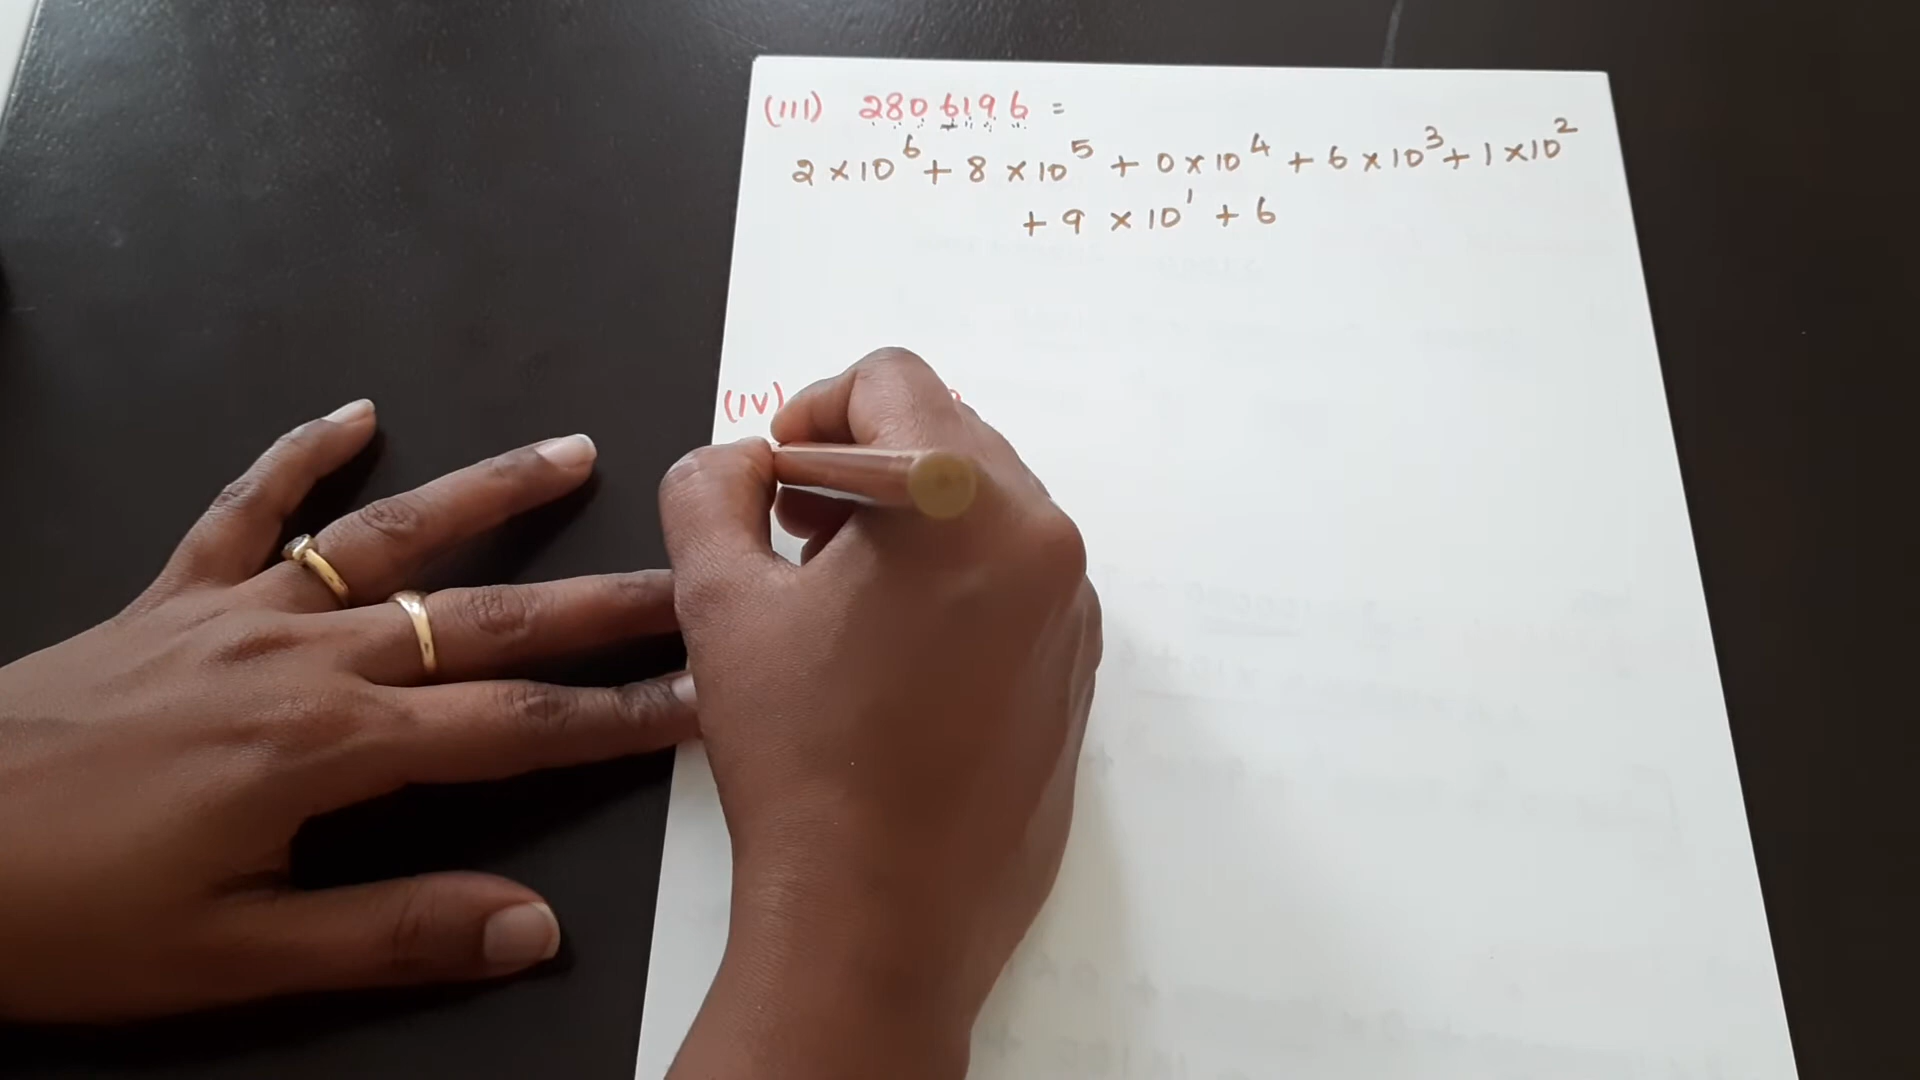 (III) 2806196 =
2 × 10⁶ + 8 × 10⁵ + 0 × 10⁴ + 6 × 10³ + 1 × 10²
+ 9 × 10¹ + 6
(IV)